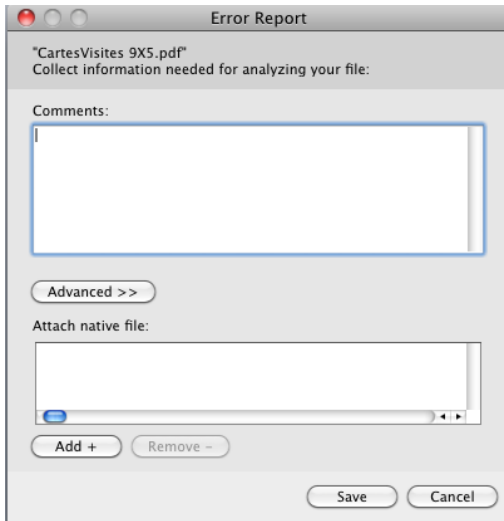 Error Report
"CartesVisites 9X5.pdf"
Collect information needed for analyzing your file:
Comments:
Advanced >>
Attach native file:
Add +
Remove –
Save
Cancel